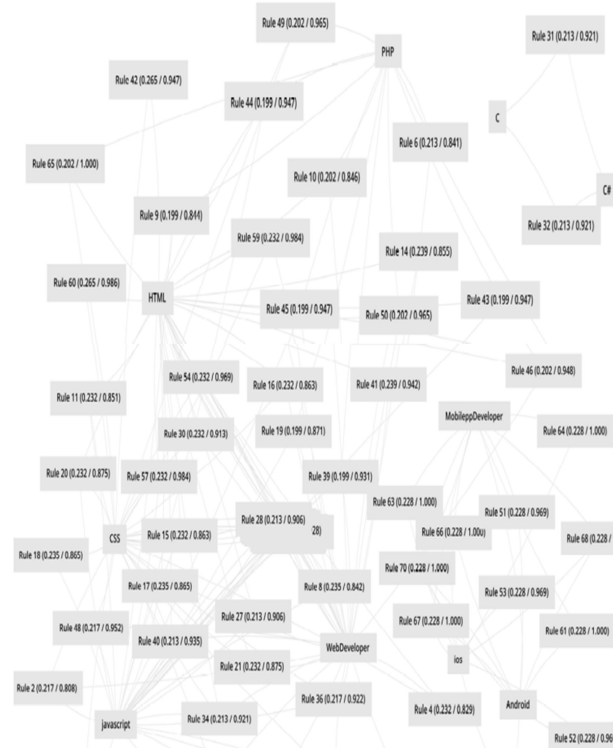 Rule 49 (0.202 / 0.965)
Rule 31 (0.213 / 0.921)
PHP
Rule 42 (0.265 / 0.947)
Rule 44 (0.199 / 0.947)
C
Rule 6 (0.213 / 0.841)
Rule 65 (0.202 / 1.000)
Rule 10 (0.202 / 0.846)
C#
Rule 9 (0.199 / 0.844)
Rule 32 (0.213 / 0.921)
Rule 59 (0.232 / 0.984)
Rule 14 (0.239 / 0.855)
Rule 60 (0.265 / 0.986)
HTML
Rule 45 (0.199 / 0.947)
Rule 50 (0.202 / 0.965)
Rule 43 (0.199 / 0.947)
Rule 54 (0.232 / 0.969)
Rule 16 (0.232 / 0.863)
Rule 41 (0.239 / 0.942)
Rule 46 (0.202 / 0.948)
Rule 11 (0.232 / 0.851)
MobileppDeveloper
Rule 30 (0.232 / 0.913)
Rule 19 (0.199 / 0.871)
Rule 64 (0.228 / 1.000)
Rule 20 (0.232 / 0.875)
Rule 57 (0.232 / 0.984)
Rule 39 (0.199 / 0.931)
Rule 63 (0.228 / 1.000)
Rule 51 (0.228 / 0.969)
Rule 28 (0.213 / 0.906)
28)
Rule 66 (0.228 / 1.000)
CSS
Rule 15 (0.232 / 0.863)
Rule 68 (0.228 /
Rule 18 (0.235 / 0.865)
Rule 70 (0.228 / 1.000)
Rule 17 (0.235 / 0.865)
Rule 8 (0.235 / 0.842)
Rule 53 (0.228 / 0.969)
Rule 27 (0.213 / 0.906)
Rule 67 (0.228 / 1.000)
Rule 48 (0.217 / 0.952)
Rule 40 (0.213 / 0.935)
Rule 61 (0.228 / 1.000)
WebDeveloper
ios
Rule 21 (0.232 / 0.875)
Rule 2 (0.217 / 0.808)
Rule 36 (0.217 / 0.922)
Rule 4 (0.232 / 0.829)
Android
javascript
Rule 34 (0.213 / 0.921)
Rule 52 (0.228 / 0.96